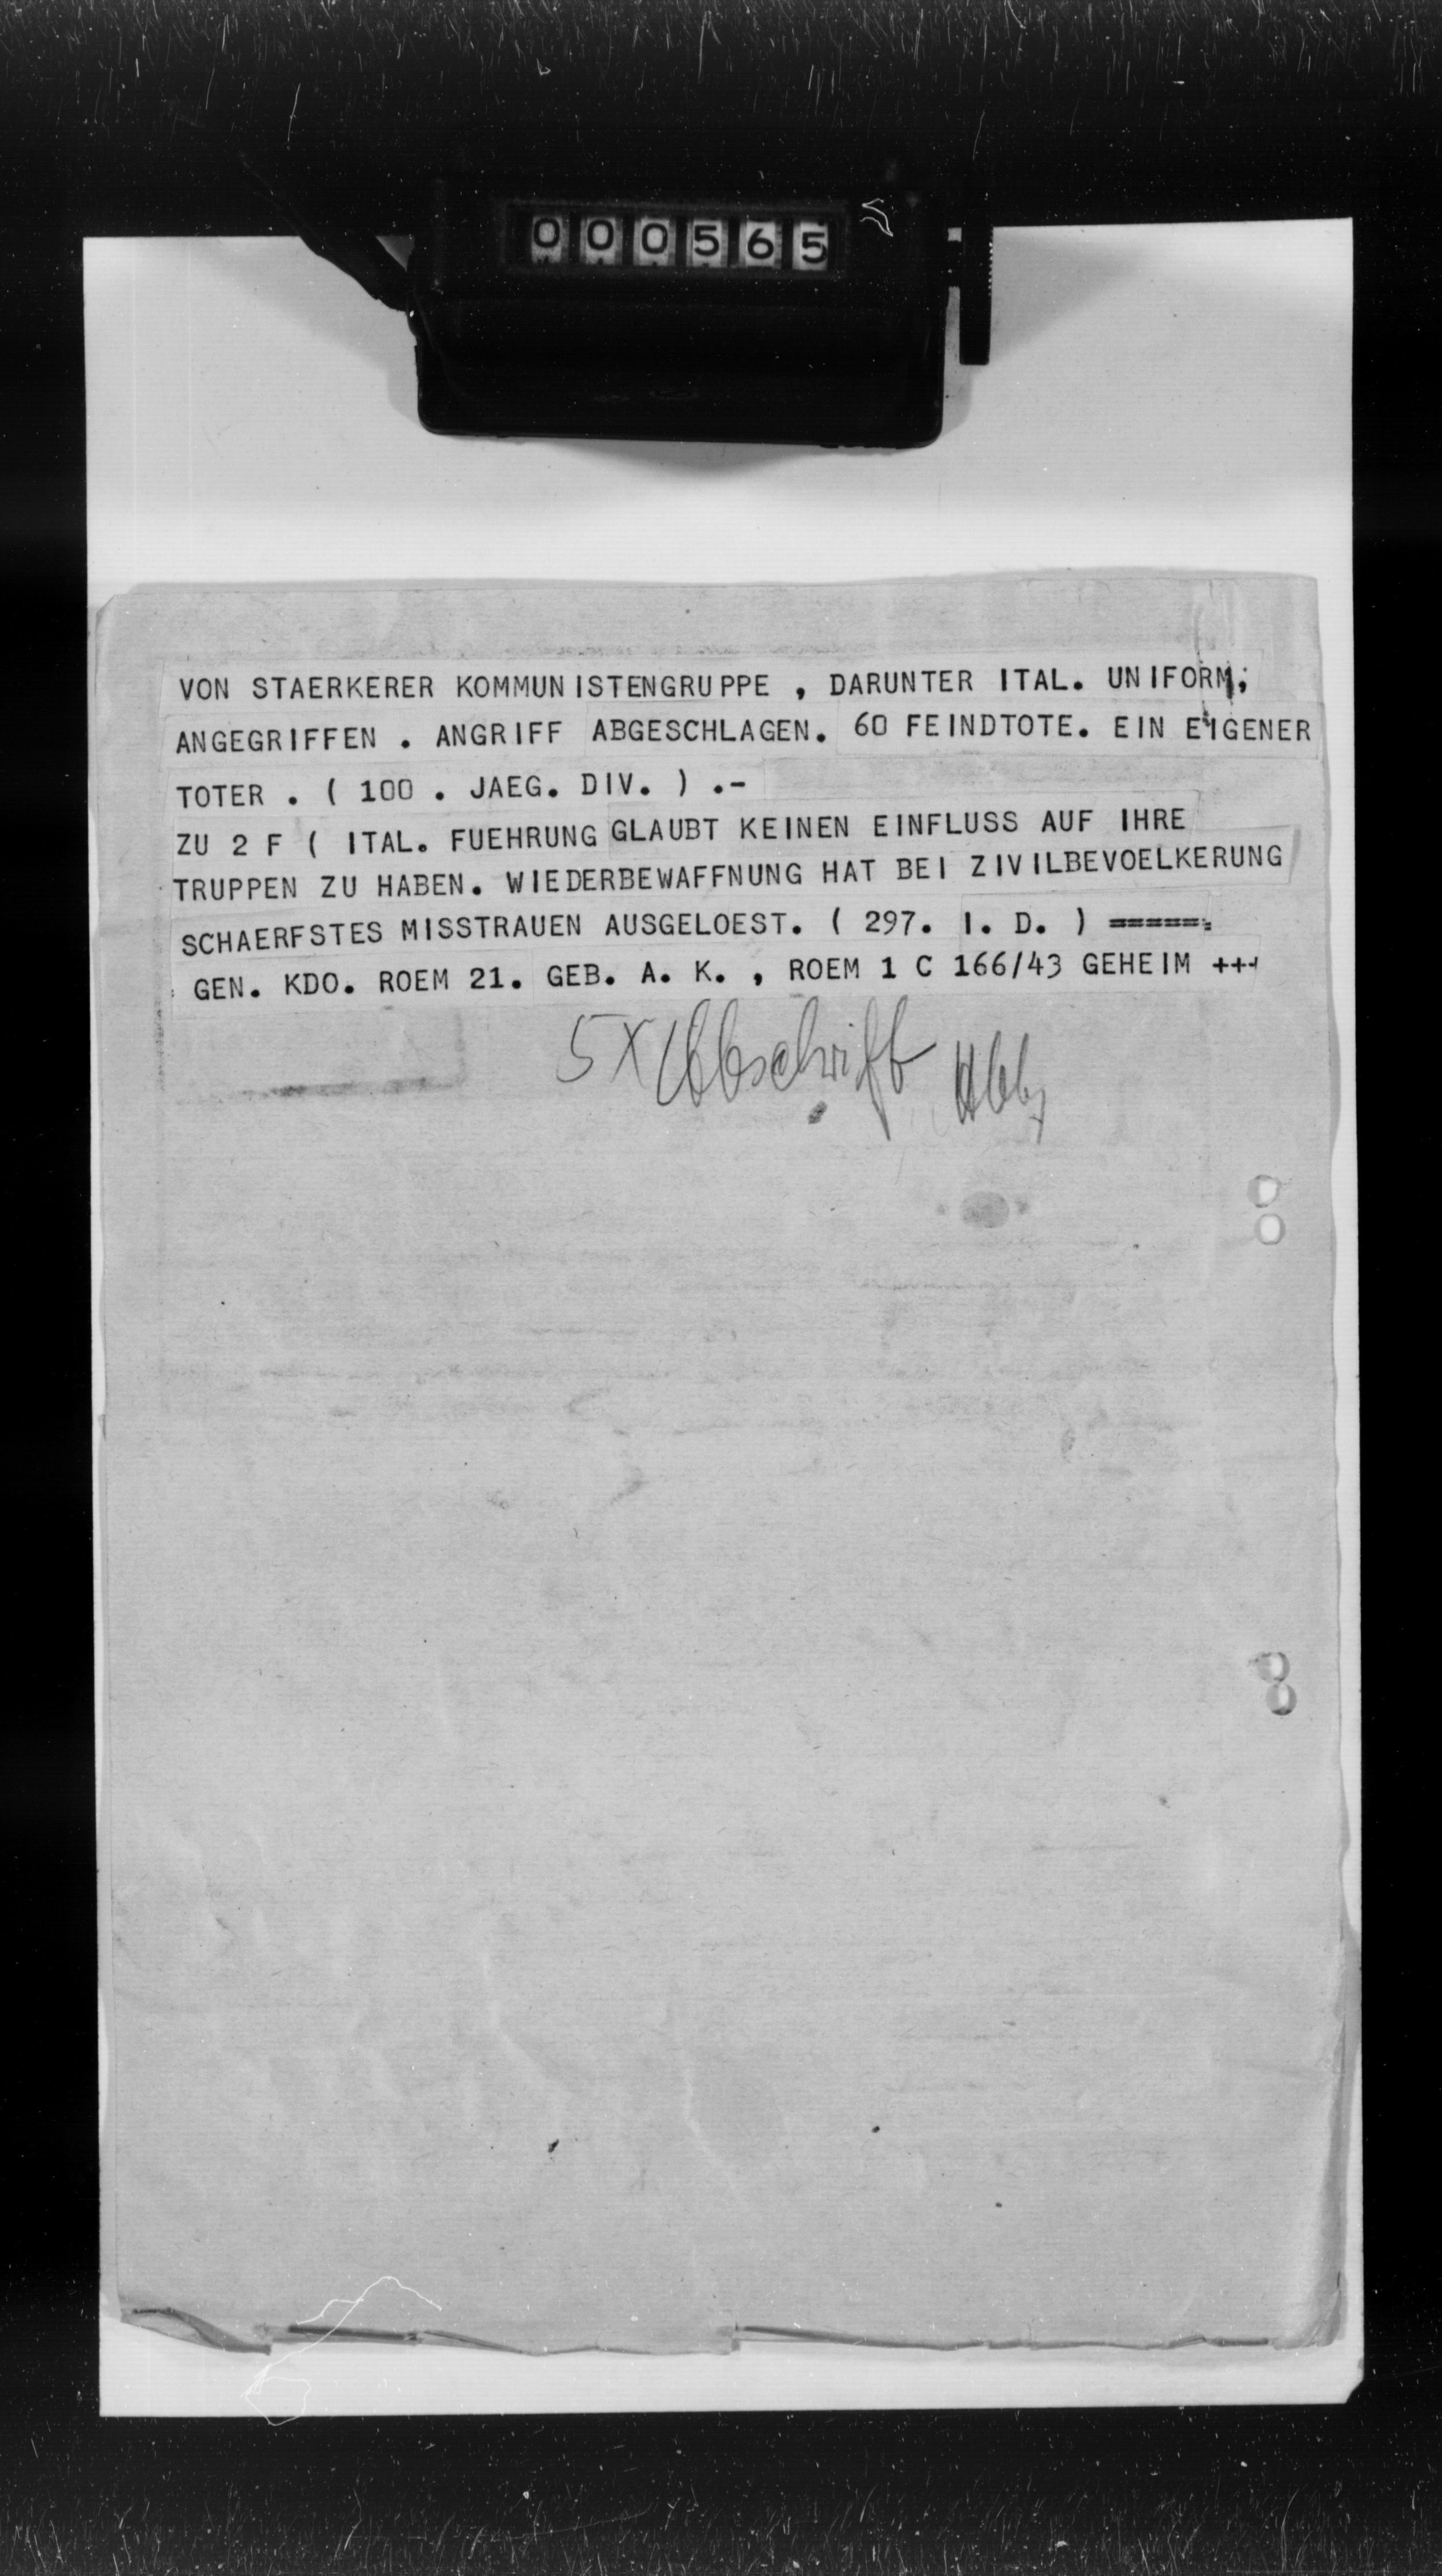 000565
VON STAERKERER KOMMUNISTENGRUPPE , DARUNTER ITAL. UNIFORM,
ANGEGRIFFEN . ANGRIFF ABGESCHLAGEN. 60 FEINDTOTE. EIN EIGENER
TOTER . ( 100 . JAEG. DIV. ) .-
ZU 2 F ( ITAL. FUEHRUNG GLAUBT KEINEN EINFLUSS AUF IHRE
TRUPPEN ZU HABEN. WIEDERBEWAFFNUNG HAT BEI ZIVILBEVOELKERUNG
SCHAERFSTES MISSTRAUEN AUSGELOEST. ( 297. I. D. ) =====.
GEN. KDO. ROEM 21. GEB. A. K. , ROEM 1 C 166/43 GEHEIM +++
5 X Abschrift